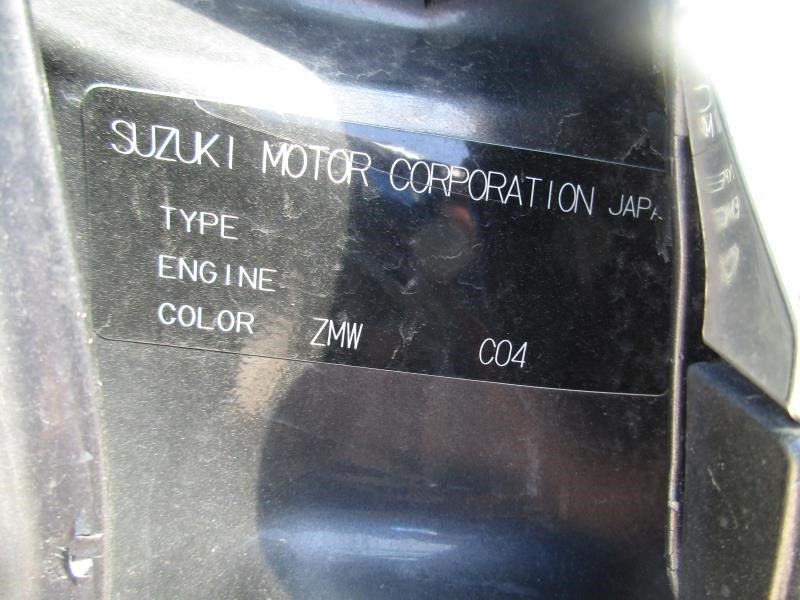 SUZUKI MOTOR CORPORATION JAPA
TYPE
ENGINE
COLOR ZMW C04